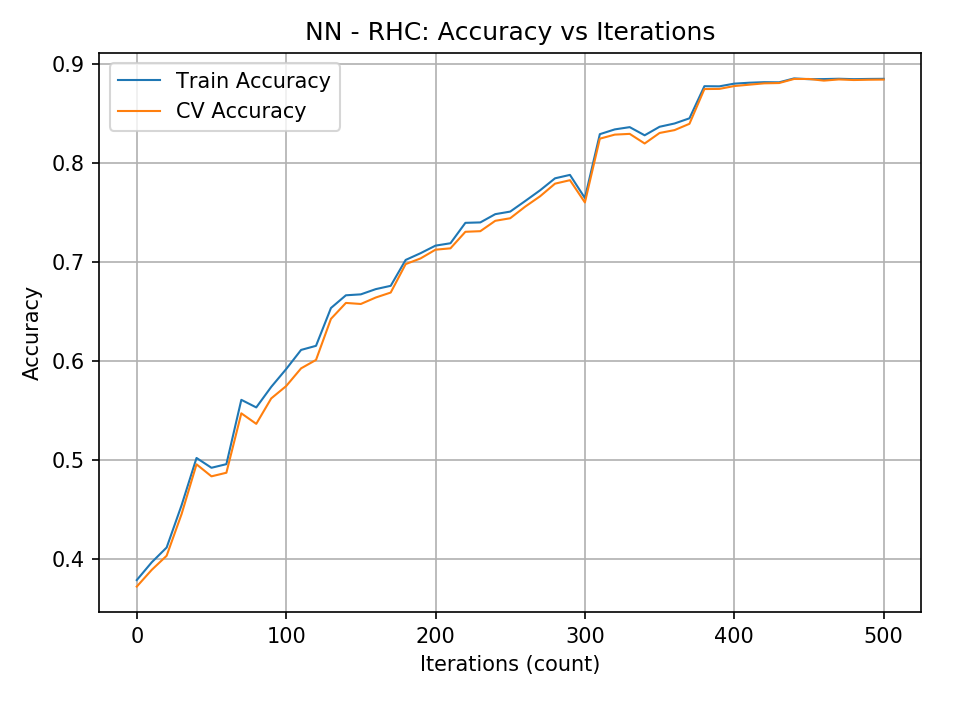 NN - RHC: Accuracy vs Iterations
Train Accuracy
CV Accuracy
Accuracy
0.9
0.8
0.7
0.6
0.5
0.4
0 100 200 300 400 500
Iterations (count)